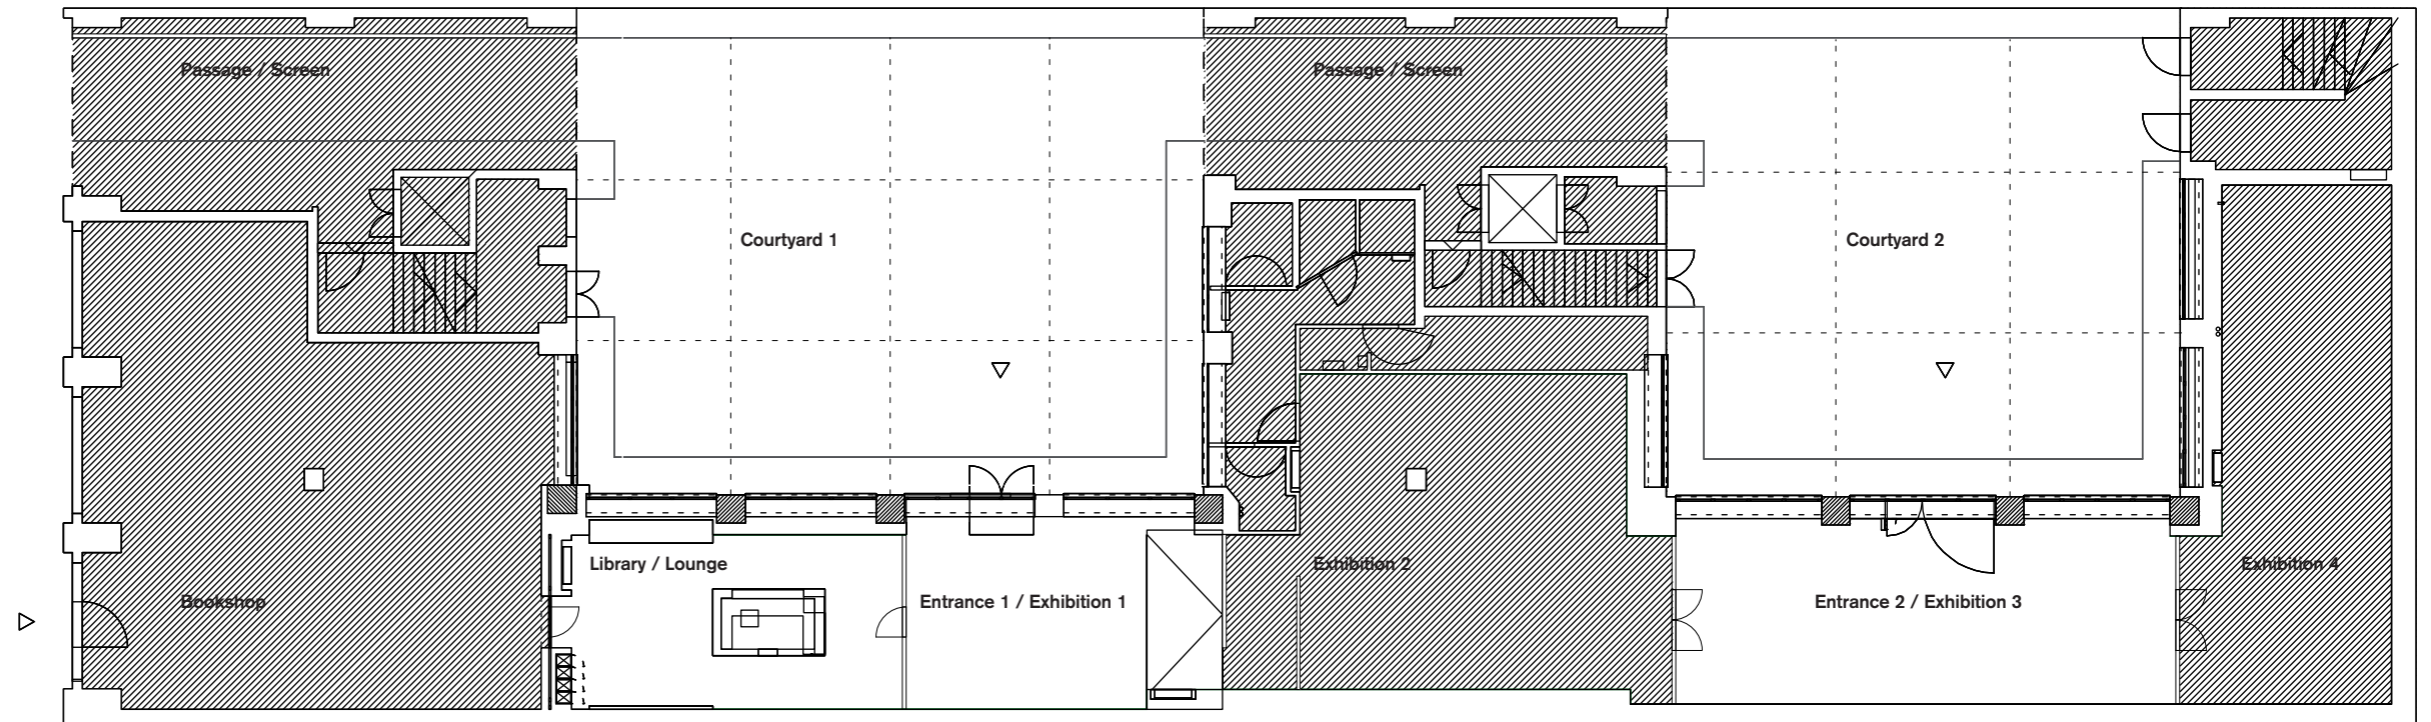 Passage / Screen
Passage / Screen
Courtyard 1
Courtyard 2
Library / Lounge
Exhibition 2
Exhibition 4
Bookshop
Entrance 1 / Exhibition 1
Entrance 2 / Exhibition 3